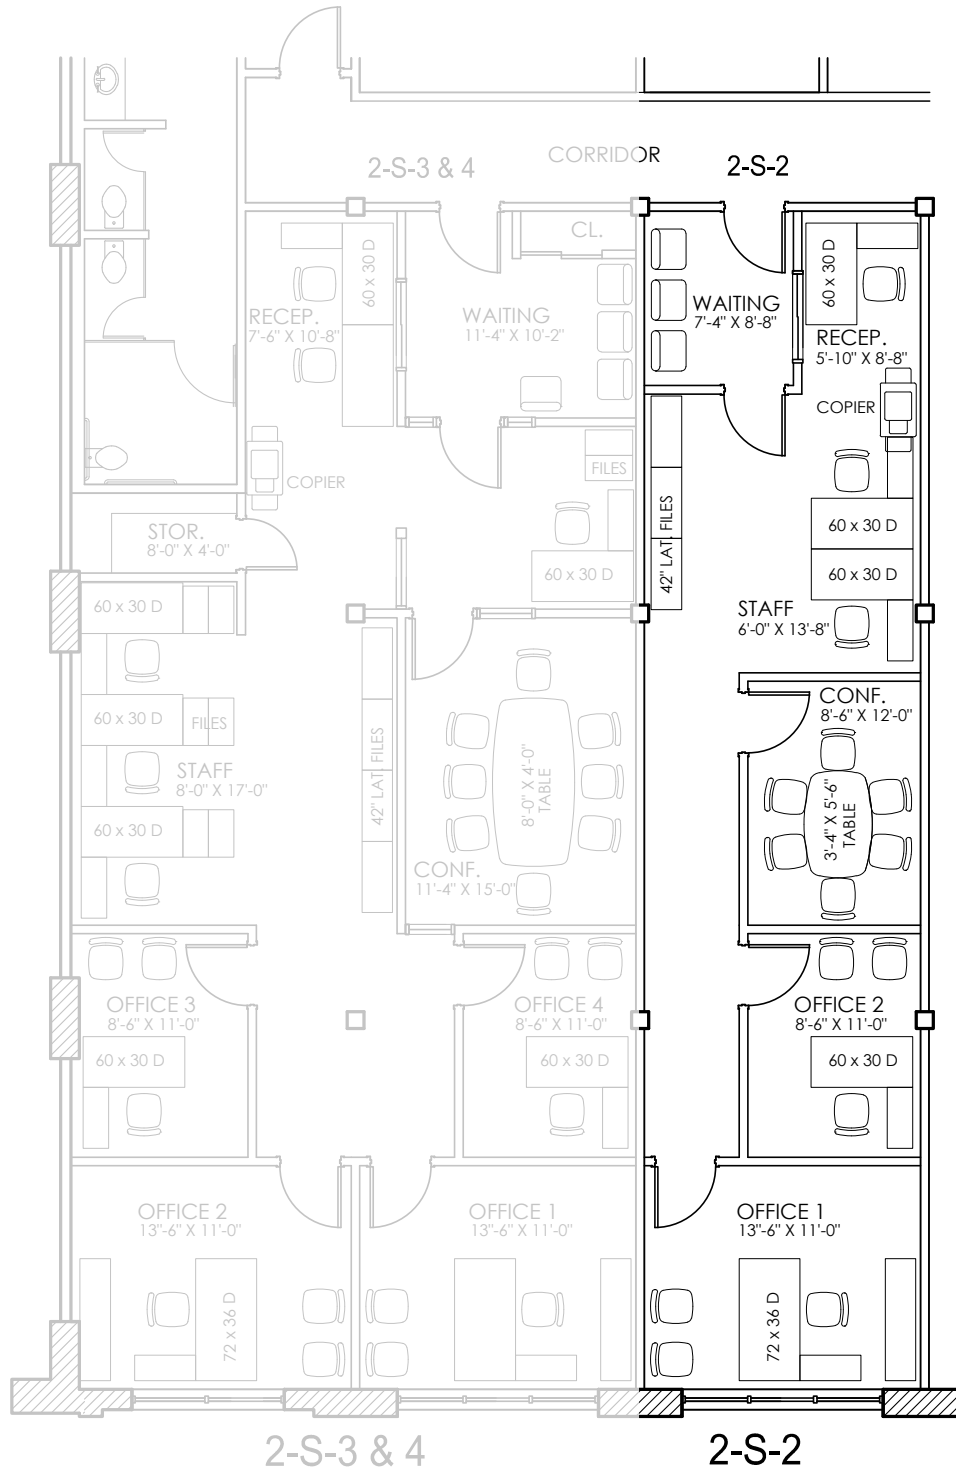 CORRIDOR
2-S-3 & 4
2-S-2
CL.
60 x 30 D
60 x 30 D
RECEP.
7'-6" X 10'-8"
WAITING
11'-4" X 10'-2"
WAITING
7'-4" X 8'-8"
RECEP.
5'-10" X 8'-8"
COPIER
COPIER
FILES
STOR.
8'-0" X 4'-0"
42" LAT. FILES
60 x 30 D
60 x 30 D
60 x 30 D
60 x 30 D
STAFF
6'-0" X 13'-8"
CONF.
8'-6" X 12'-0"
60 x 30 D
FILES
STAFF
8'-0" X 17'-0"
42" LAT. FILES
8'-0" X 4'-0"
TABLE
3'-4" X 5'-6"
TABLE
60 x 30 D
CONF.
11'-4" X 15'-0"
OFFICE 3
8'-6" X 11'-0"
OFFICE 4
8'-6" X 11'-0"
OFFICE 2
8'-6" X 11'-0"
60 x 30 D
60 x 30 D
60 x 30 D
OFFICE 2
13"-6" X 11'-0"
OFFICE 1
13"-6" X 11'-0"
OFFICE 1
13"-6" X 11'-0"
72 x 36 D
72 x 36 D
2-S-3 & 4
2-S-2